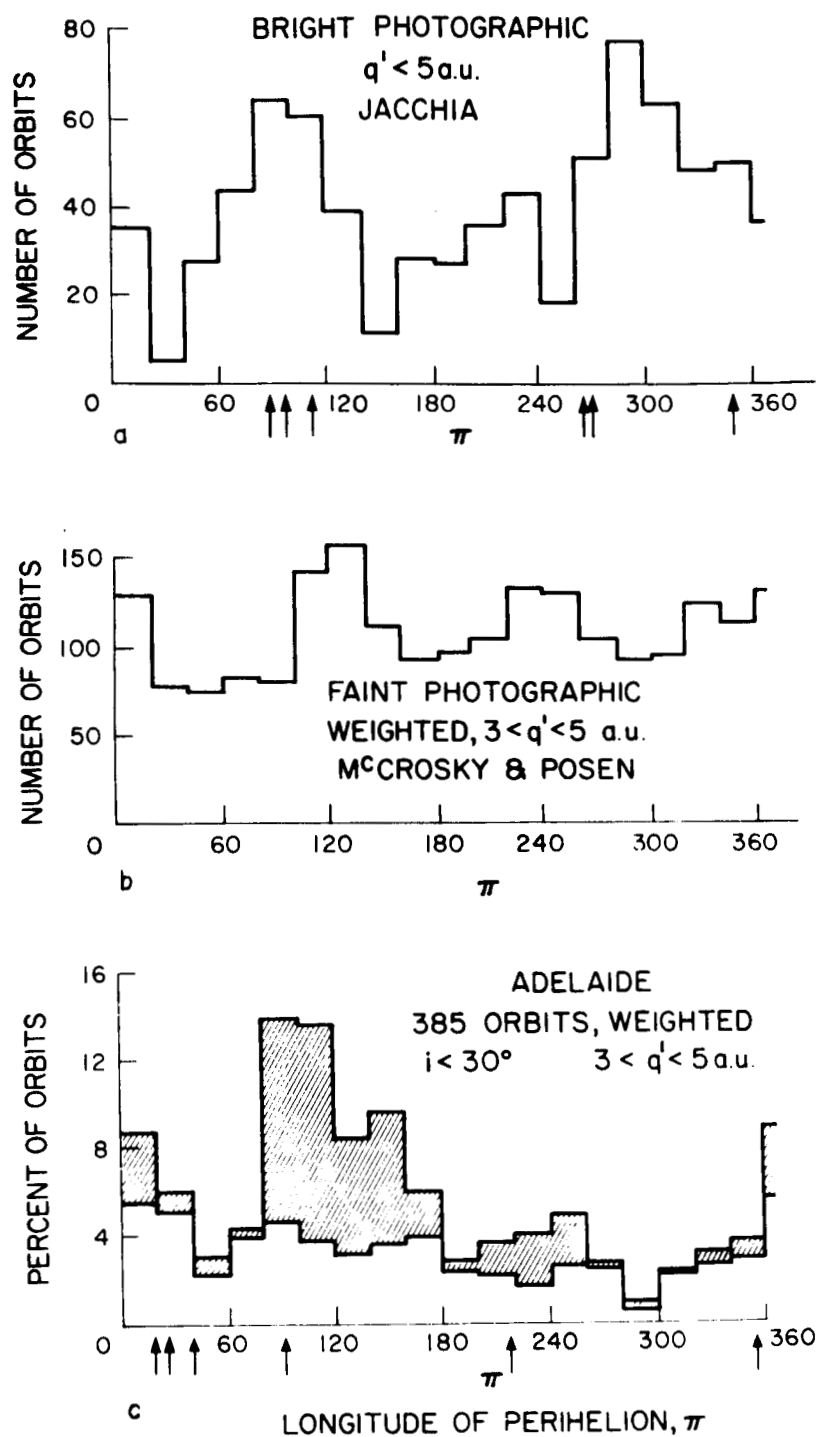 BRIGHT PHOTOGRAPHIC
q' < 5 a.u.
JACCHIA
NUMBER OF ORBITS
80
60
40
20
0 60 120 180 240 300 360
a π
FAINT PHOTOGRAPHIC
WEIGHTED, 3 < q' < 5 a.u.
McCROSKY & POSEN
NUMBER OF ORBITS
150
100
50
0 60 120 180 240 300 360
b π
ADELAIDE
385 ORBITS, WEIGHTED
i < 30° 3 < q' < 5 a.u.
PERCENT OF ORBITS
16
12
8
4
0 60 120 180 240 300 360
π
c
LONGITUDE OF PERIHELION, π